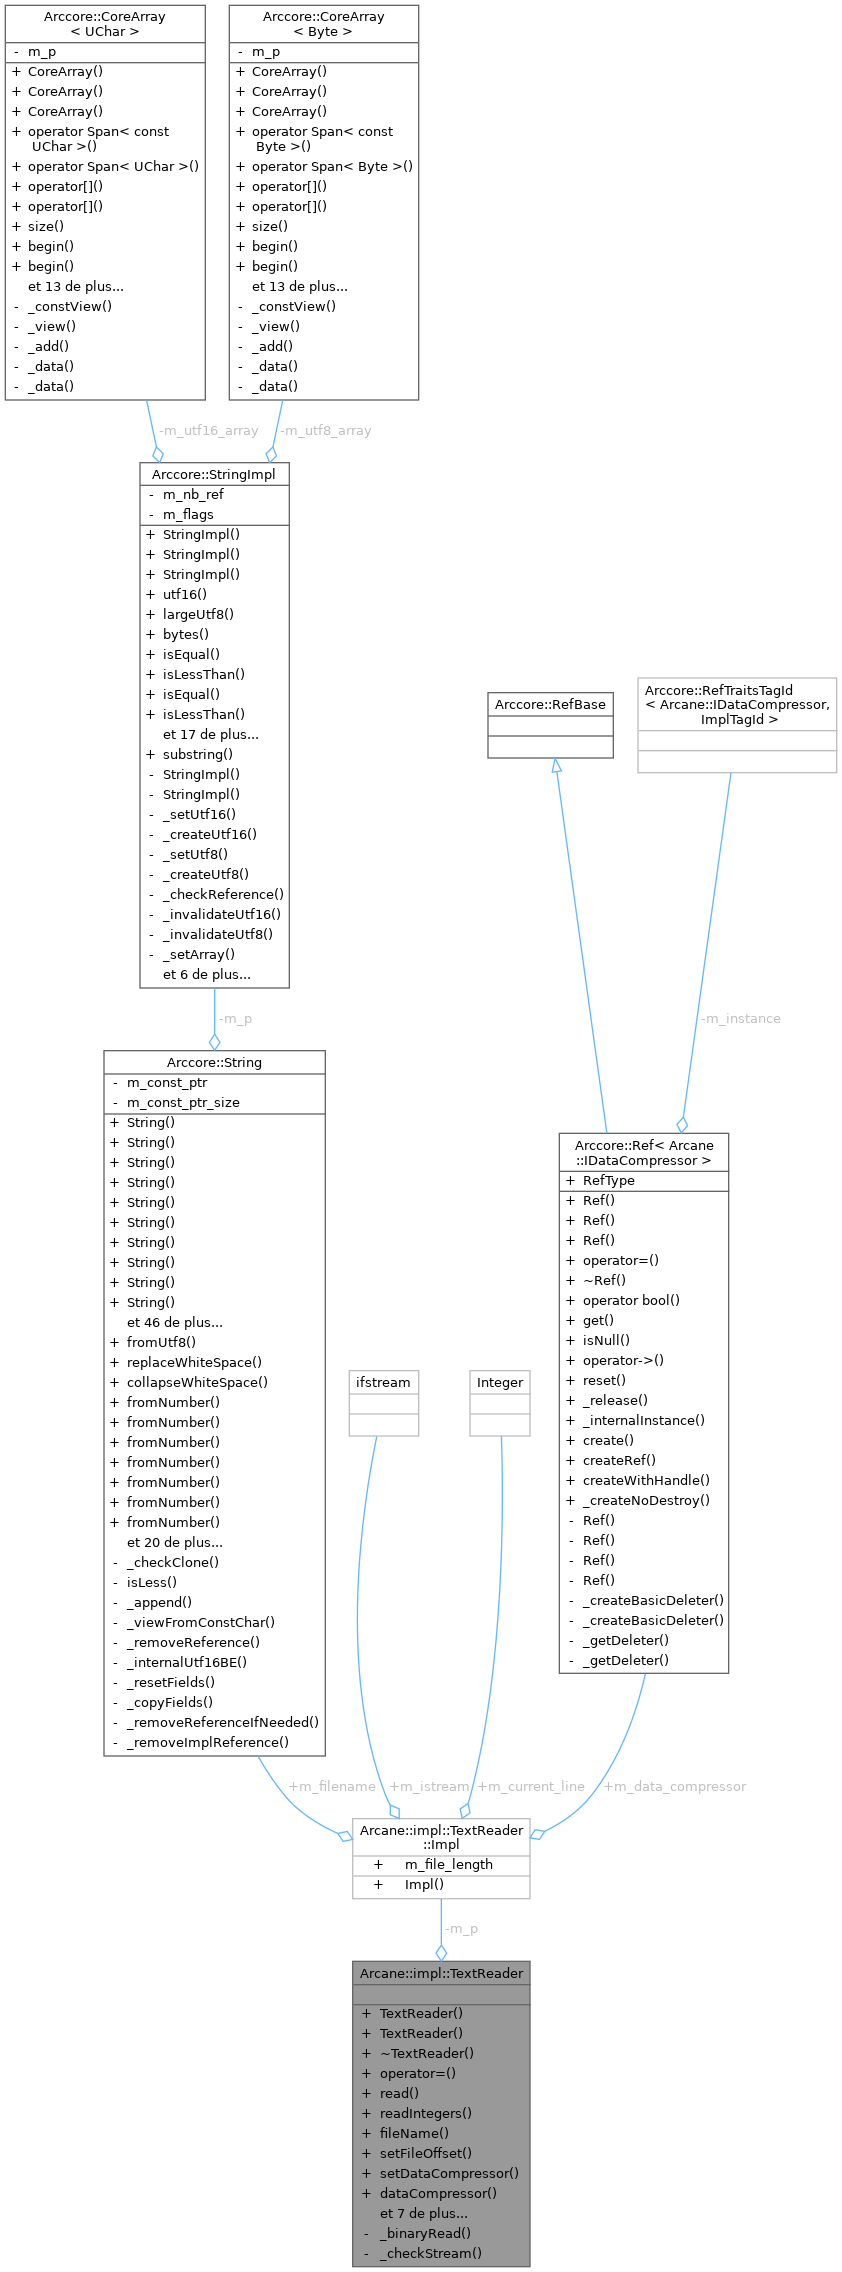 Arccore::CoreArray
< UChar >
- m_p
+ CoreArray()
+ CoreArray()
+ CoreArray()
+ operator Span< const
UChar >()
+ operator Span< UChar >()
+ operator[]()
+ operator[]()
+ size()
+ begin()
+ begin()
et 13 de plus...
- _constView()
- _view()
- _add()
- _data()
- _data()
Arccore::CoreArray
< Byte >
- m_p
+ CoreArray()
+ CoreArray()
+ CoreArray()
+ operator Span< const
Byte >()
+ operator Span< Byte >()
+ operator[]()
+ operator[]()
+ size()
+ begin()
+ begin()
et 13 de plus...
- _constView()
- _view()
- _add()
- _data()
- _data()
-m_utf16_array
-m_utf8_array
Arccore::StringImpl
- m_nb_ref
- m_flags
+ StringImpl()
+ StringImpl()
+ StringImpl()
+ utf16()
+ largeUtf8()
+ bytes()
+ isEqual()
+ isLessThan()
+ isEqual()
+ isLessThan()
et 17 de plus...
+ substring()
- StringImpl()
- StringImpl()
- _setUtf16()
- _createUtf16()
- _setUtf8()
- _createUtf8()
- _checkReference()
- _invalidateUtf16()
- _invalidateUtf8()
- _setArray()
et 6 de plus...
Arccore::RefBase
Arccore::RefTraitsTagId
< Arcane::IDataCompressor,
ImplTagId >
-m_p
-m_instance
Arccore::String
- m_const_ptr
- m_const_ptr_size
+ String()
+ String()
+ String()
+ String()
+ String()
+ String()
+ String()
+ String()
+ String()
+ String()
et 46 de plus...
+ fromUtf8()
+ replaceWhiteSpace()
+ collapseWhiteSpace()
+ fromNumber()
+ fromNumber()
+ fromNumber()
+ fromNumber()
+ fromNumber()
+ fromNumber()
+ fromNumber()
et 20 de plus...
- _checkClone()
- isLess()
- _append()
- _viewFromConstChar()
- _removeReference()
- _internalUtf16BE()
- _resetFields()
- _copyFields()
- _removeReferenceIfNeeded()
- _removeImplReference()
ifstream
Integer
Arccore::Ref< Arcane
::IDataCompressor >
+ RefType
+ Ref()
+ Ref()
+ Ref()
+ operator=()
+ ~Ref()
+ operator bool()
+ get()
+ isNull()
+ operator->()
+ reset()
+ _release()
+ _internalInstance()
+ create()
+ createRef()
+ createWithHandle()
+ _createNoDestroy()
- Ref()
- Ref()
- Ref()
- Ref()
- _createBasicDeleter()
- _createBasicDeleter()
- _getDeleter()
- _getDeleter()
+m_filename
+m_istream
+m_current_line
+m_data_compressor
Arcane::impl::TextReader
::Impl
+ m_file_length
+ Impl()
-m_p
Arcane::impl::TextReader
+ TextReader()
+ TextReader()
+ ~TextReader()
+ operator=()
+ read()
+ readIntegers()
+ fileName()
+ setFileOffset()
+ setDataCompressor()
+ dataCompressor()
et 7 de plus...
- _binaryRead()
- _checkStream()